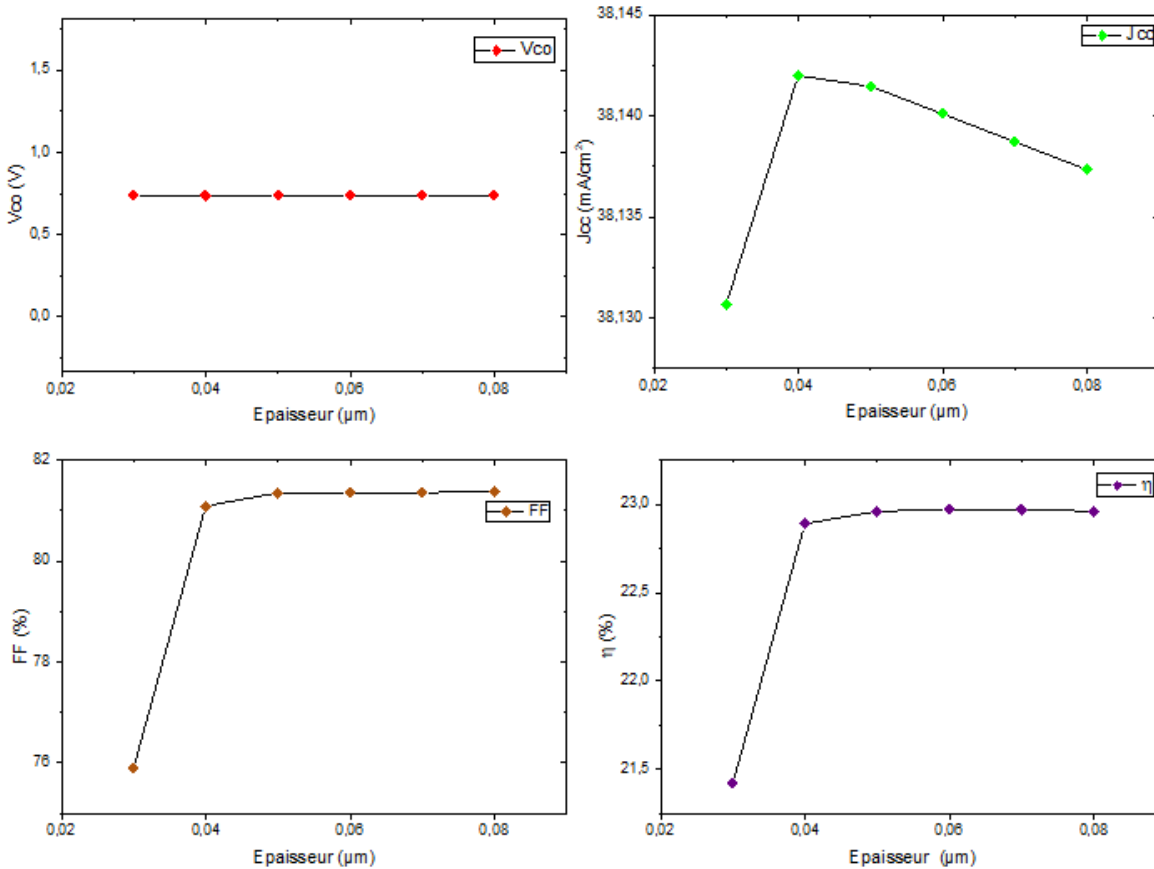 Vco
1,5
1,0
0,5
0,0
Vco (V)
0,02 0,04 0,06 0,08
Epaisseur (µm)
Jcc
38,145
38,140
38,135
38,130
Jcc (mA/cm²)
0,02 0,04 0,06 0,08
Epaisseur (µm)
82
80
78
76
FF (%)
FF
0,02 0,04 0,06 0,08
Epaisseur (µm)
η
23,0
22,5
22,0
21,5
η (%)
0,02 0,04 0,06 0,08
Epaisseur (µm)